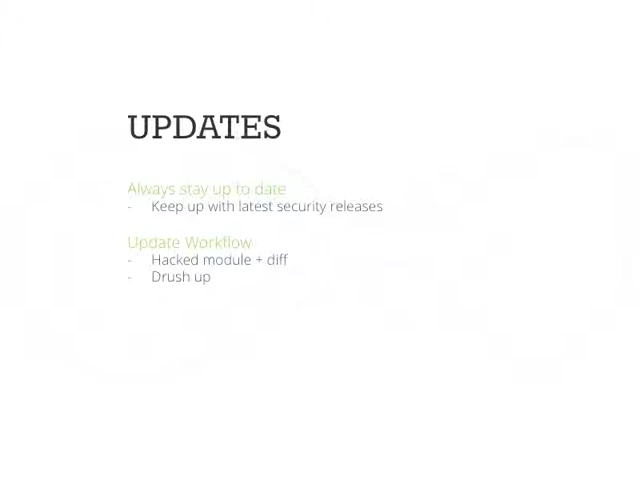 UPDATES
Always stay up to date
- Keep up with latest security releases
Update Workflow
- Hacked module + diff
- Drush up